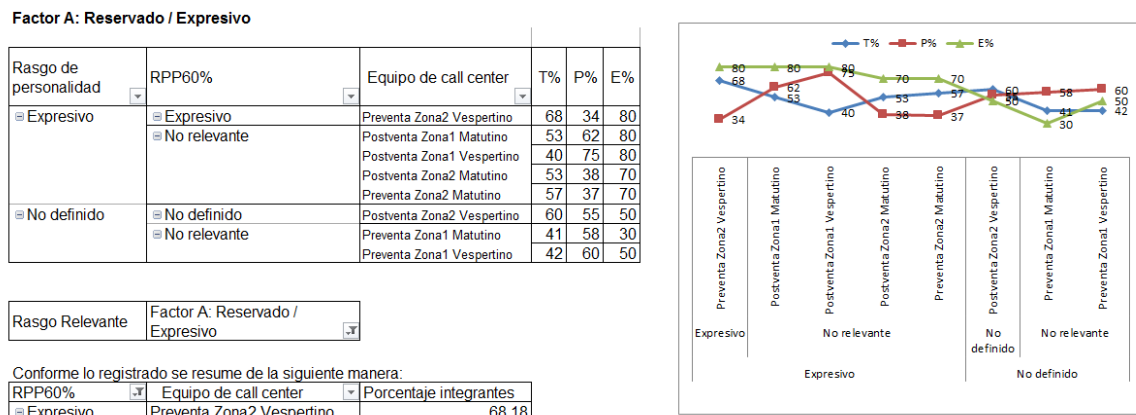 Factor A: Reservado / Expresivo
Rasgo de personalidad RPP60% Equipo de call center T% P% E%
Expresivo Expresivo Preventa Zona2 Vespertino 68 34 80
No relevante Postventa Zona1 Matutino 53 62 80
Postventa Zona1 Vespertino 40 75 80
Postventa Zona2 Matutino 53 38 70
Preventa Zona2 Matutino 57 37 70
No definido No definido Postventa Zona2 Vespertino 60 55 50
No relevante Preventa Zona1 Matutino 41 58 30
Preventa Zona1 Vespertino 42 60 50
Rasgo Relevante Factor A: Reservado / Expresivo
Conforme lo registrado se resume de la siguiente manera:
RPP60% Equipo de call center Porcentaje integrantes
Expresivo Preventa Zona2 Vespertino 68.18
T% P% E%
80 80 80 70 70 50 30 50
68 53 40 53 57 60 41 42
34 62 75 38 37 58 60
Preventa Zona2 Vespertino
Postventa Zona1 Matutino
Postventa Zona1 Vespertino
Postventa Zona2 Matutino
Preventa Zona2 Matutino
Postventa Zona2 Vespertino
Preventa Zona1 Matutino
Preventa Zona1 Vespertino
Expresivo No relevante No definido No relevante
Expresivo No definido